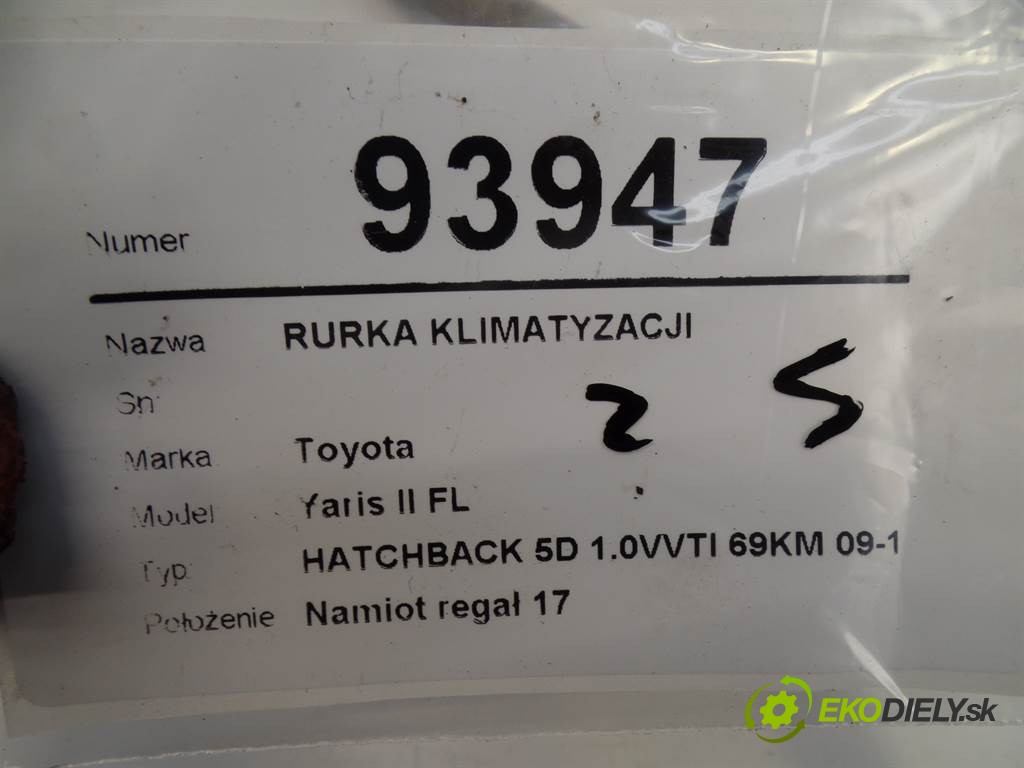 Numer 93947
Nazwa RURKA KLIMATYZACJI
Sn:
2 5
Marka Toyota
Model Yaris II FL
Typ: HATCHBACK 5D 1.0VVTI 69KM 09-1
Położenie Namiot regał 17
EKODIELY.sk